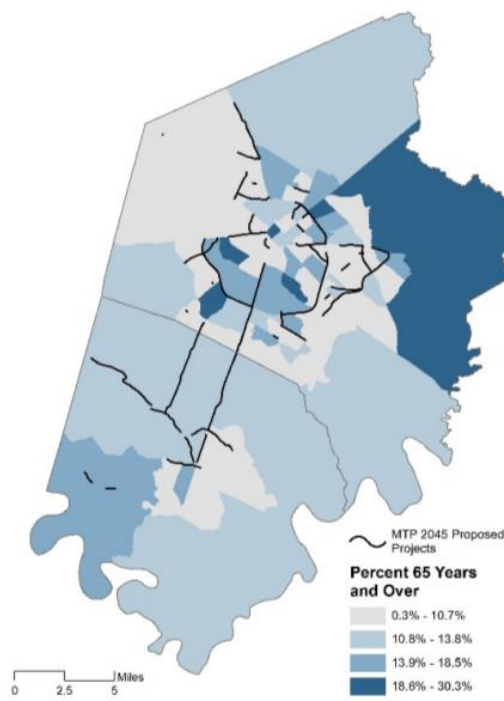 MTP 2045 Proposed
Projects
Percent 65 Years
and Over
0.3% - 10.7%
10.8% - 13.8%
13.9% - 18.5%
18.6% - 30.3%
Miles
0 2.5 5